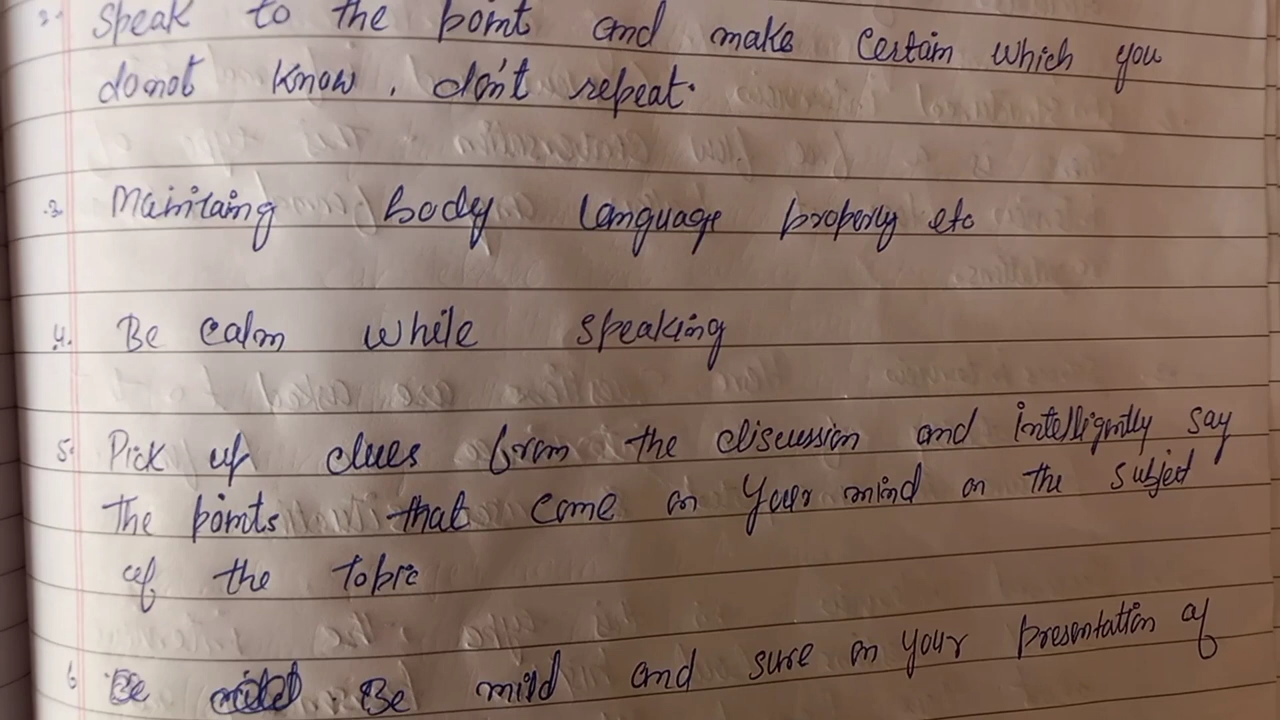 2. Speak to the point and make certain which you
donot know, don't repeat.
3. Maintaing body language properly etc
4. Be calm while speaking
5. Pick up clues from the discussion and intelligently say
the points that come in your mind on the subject
of the topic
6 Be Be mild and sure in your presentation of